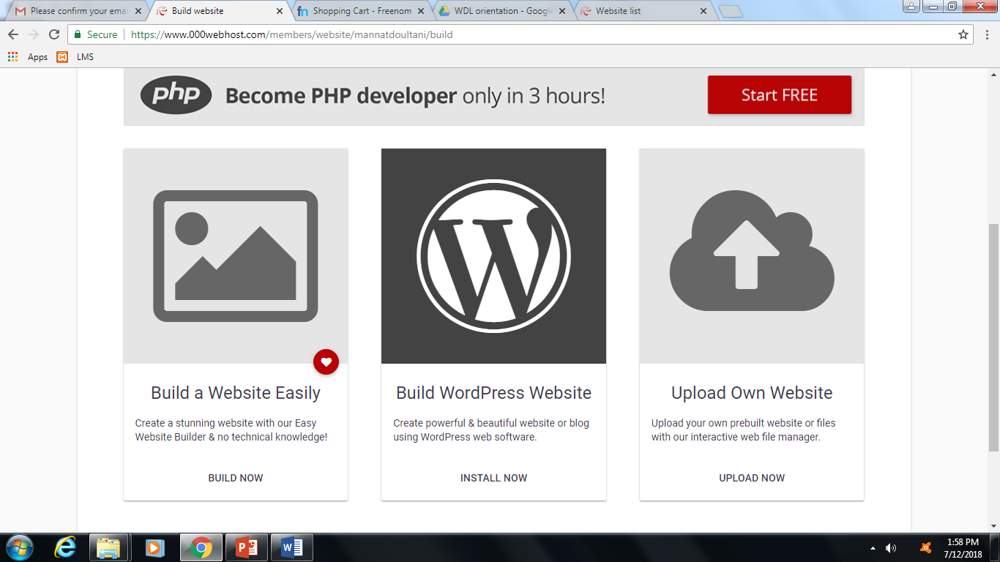 Please confirm your emai
Build website
Shopping Cart - Freenom
WDL orientation - Google
Website list
Secure
https://www.000webhost.com/members/website/mannatdoultani/build
Apps
LMS
php
Become PHP developer only in 3 hours!
Start FREE
Build a Website Easily
Create a stunning website with our Easy
Website Builder & no technical knowledge!
BUILD NOW
Build WordPress Website
Create powerful & beautiful website or blog
using WordPress web software.
INSTALL NOW
Upload Own Website
Upload your own prebuilt website or files
with our interactive web file manager.
UPLOAD NOW
1:58 PM
7/12/2018